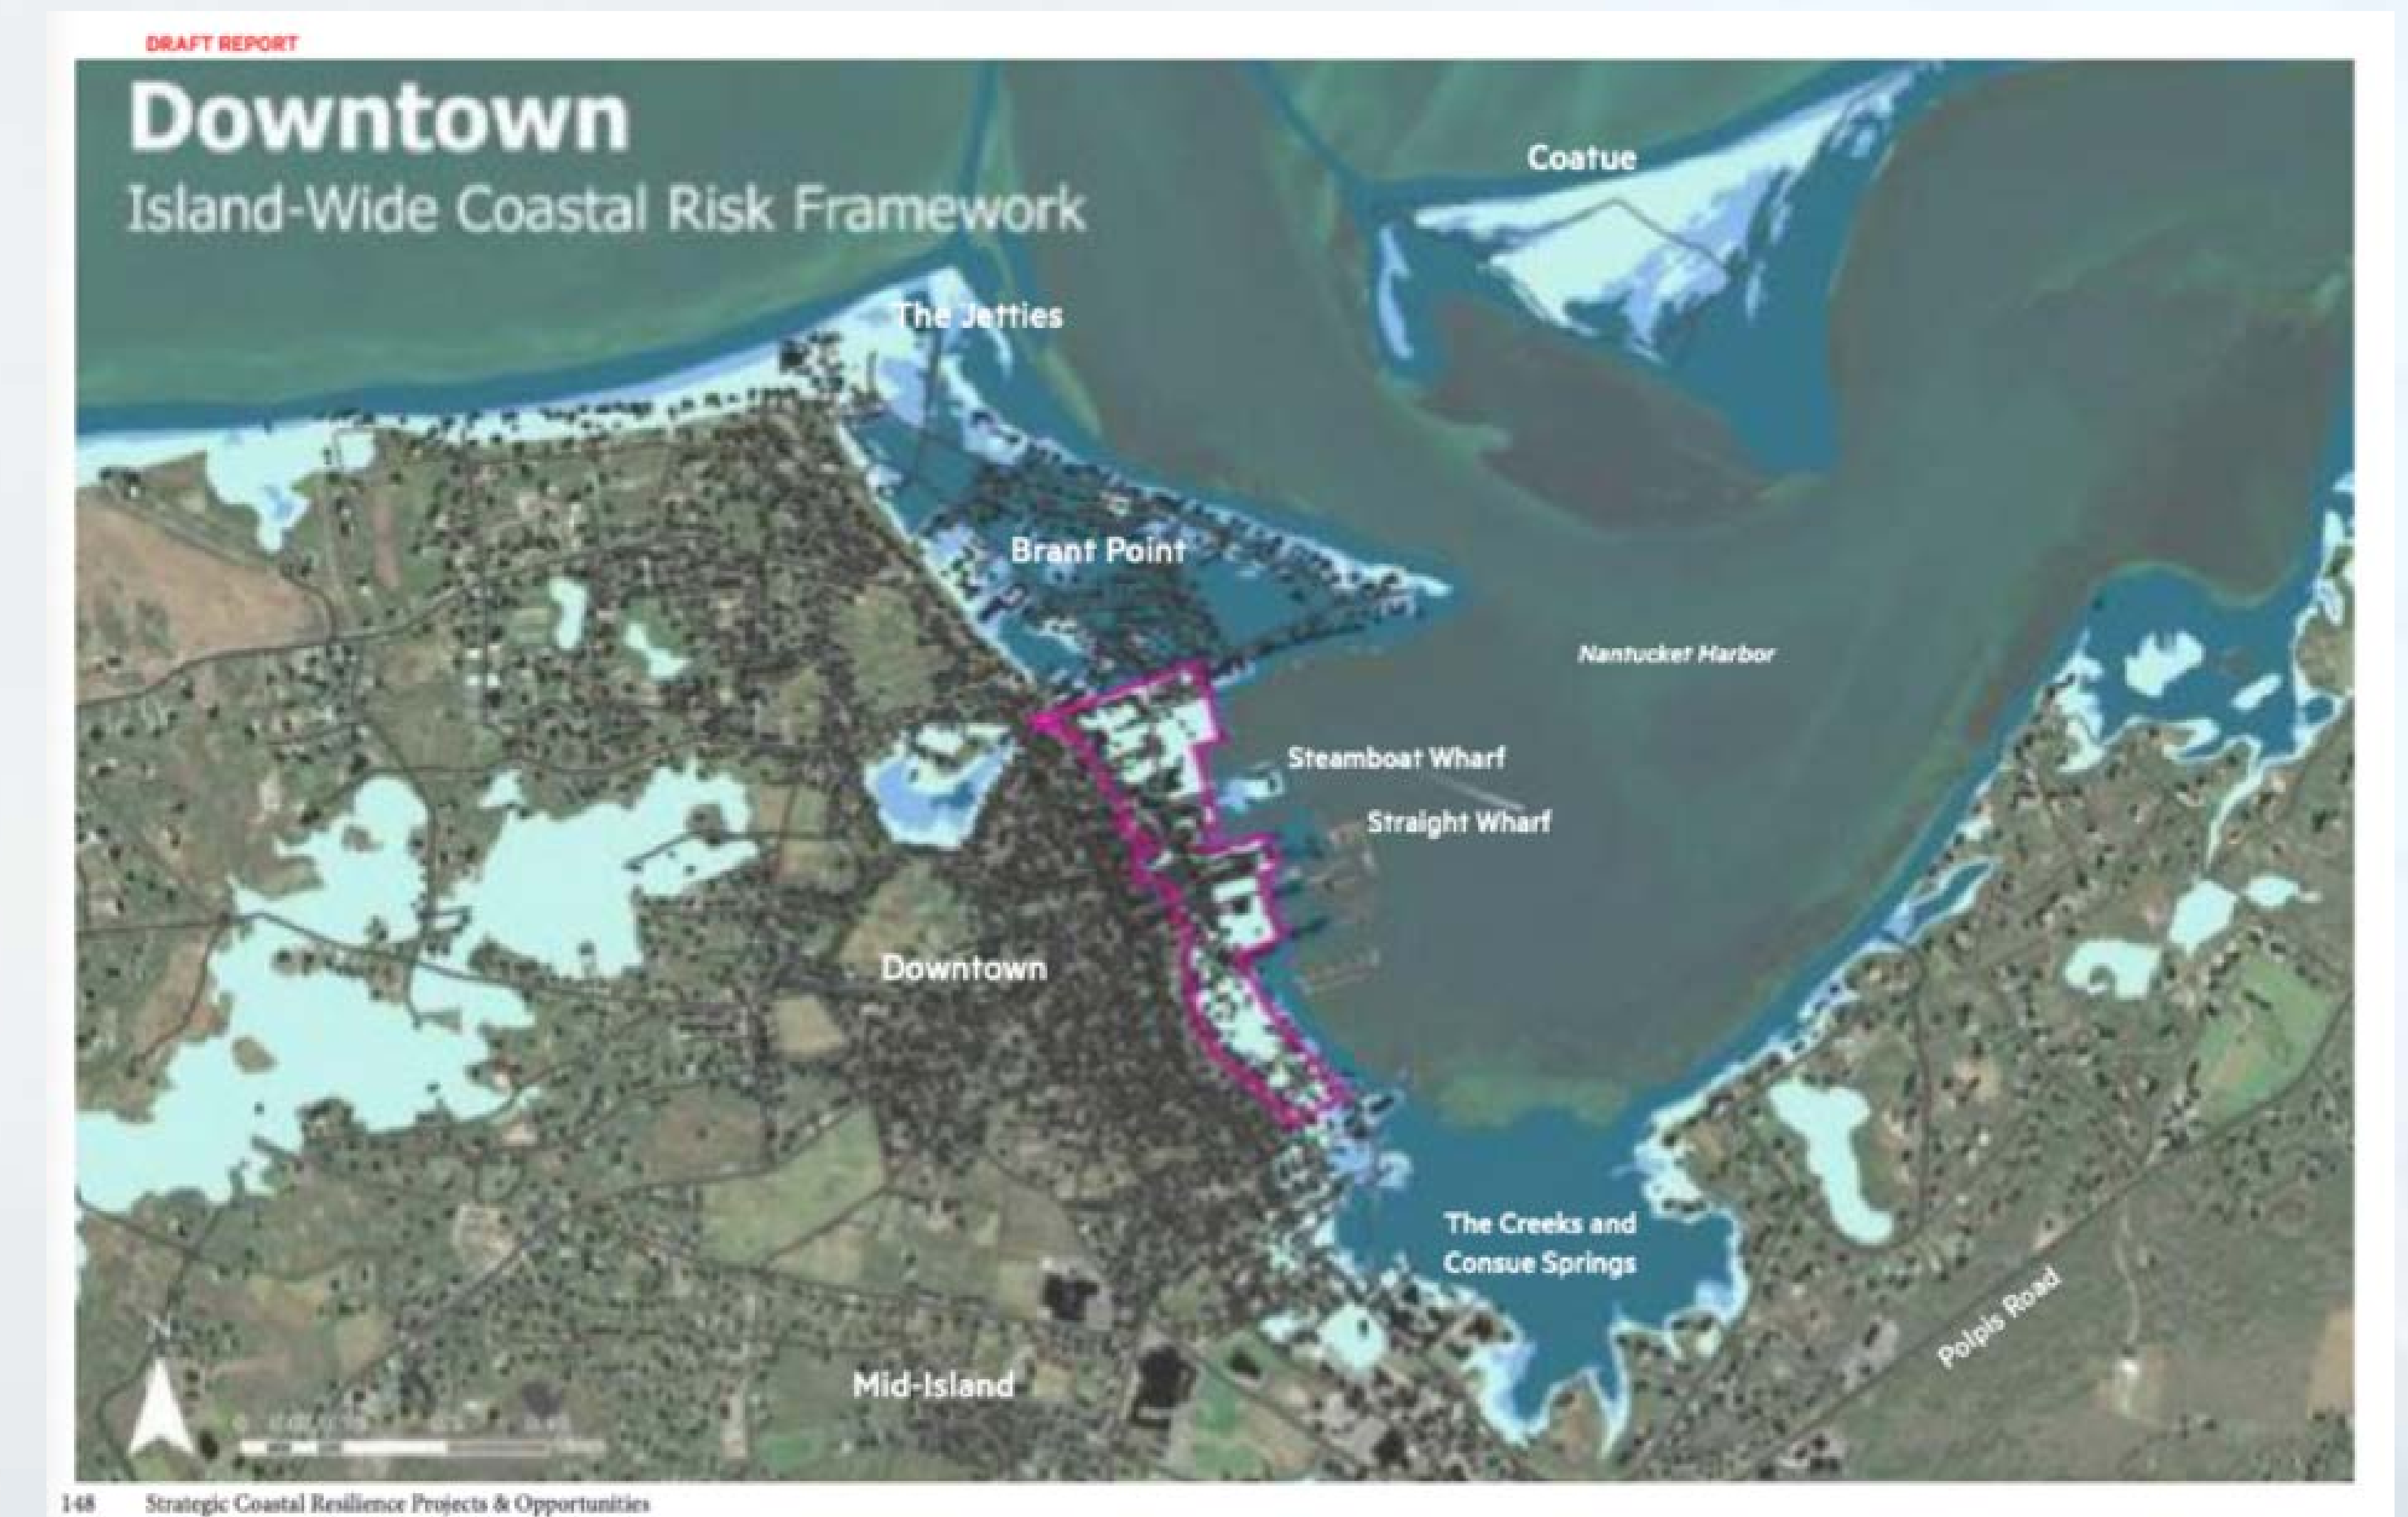 DRAFT REPORT
Downtown
Island-Wide Coastal Risk Framework
Coatue
The Jetties
Brant Point
Nantucket Harbor
Steamboat Wharf
Straight Wharf
Downtown
The Creeks and
Consue Springs
Polpis Road
Mid-Island
N
148 Strategic Coastal Resilience Projects & Opportunities